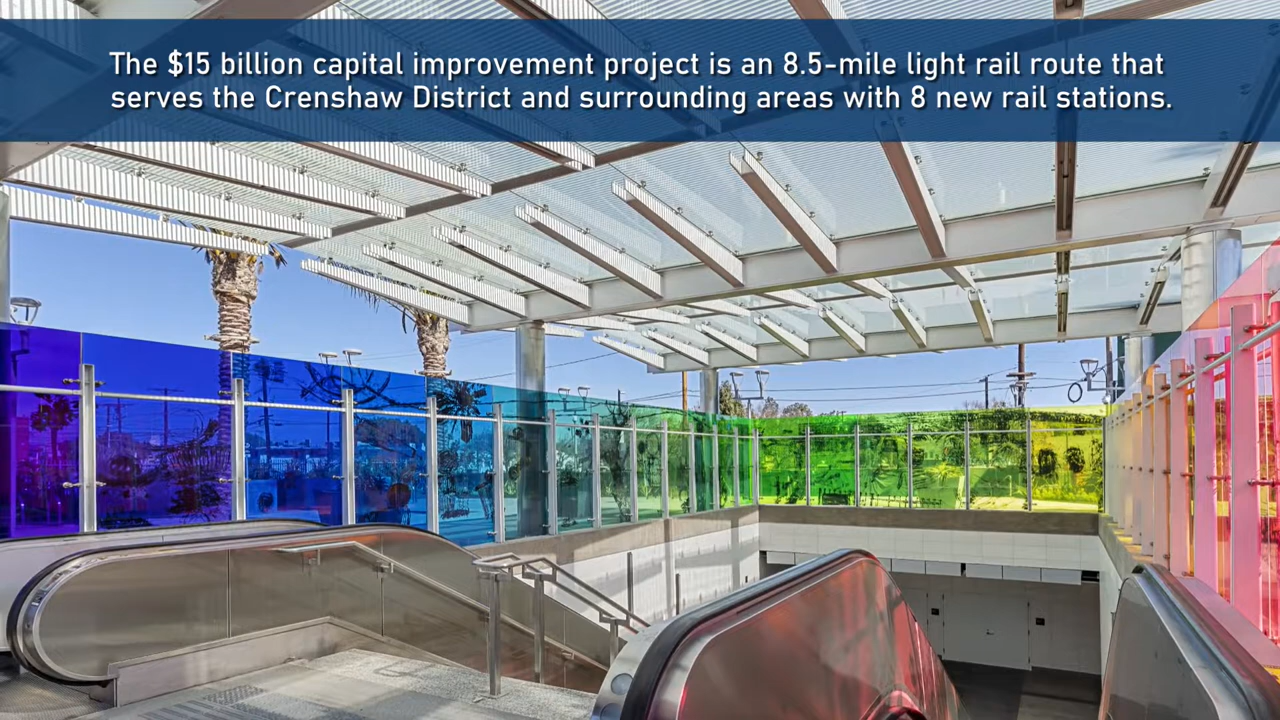 The $15 billion capital improvement project is an 8.5-mile light rail route that
serves the Crenshaw District and surrounding areas with 8 new rail stations.